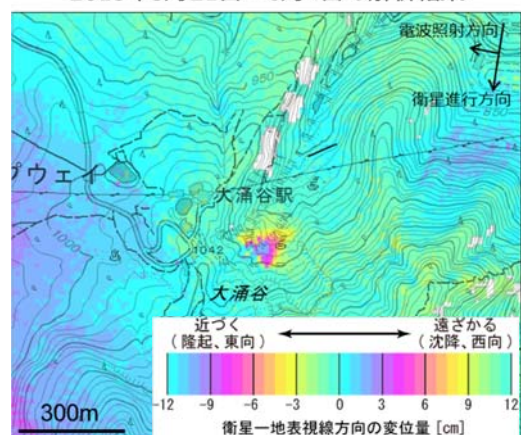 電波照射方向
衛星進行方向
950
850
プウェイ
大涌谷駅
1000
1042
大涌谷
近づく
(隆起、東向)
遠ざかる
(沈降、西向)
-12 -9 -6 -3 0 3 6 9 12
衛星―地表視線方向の変位量 [cm]
300m